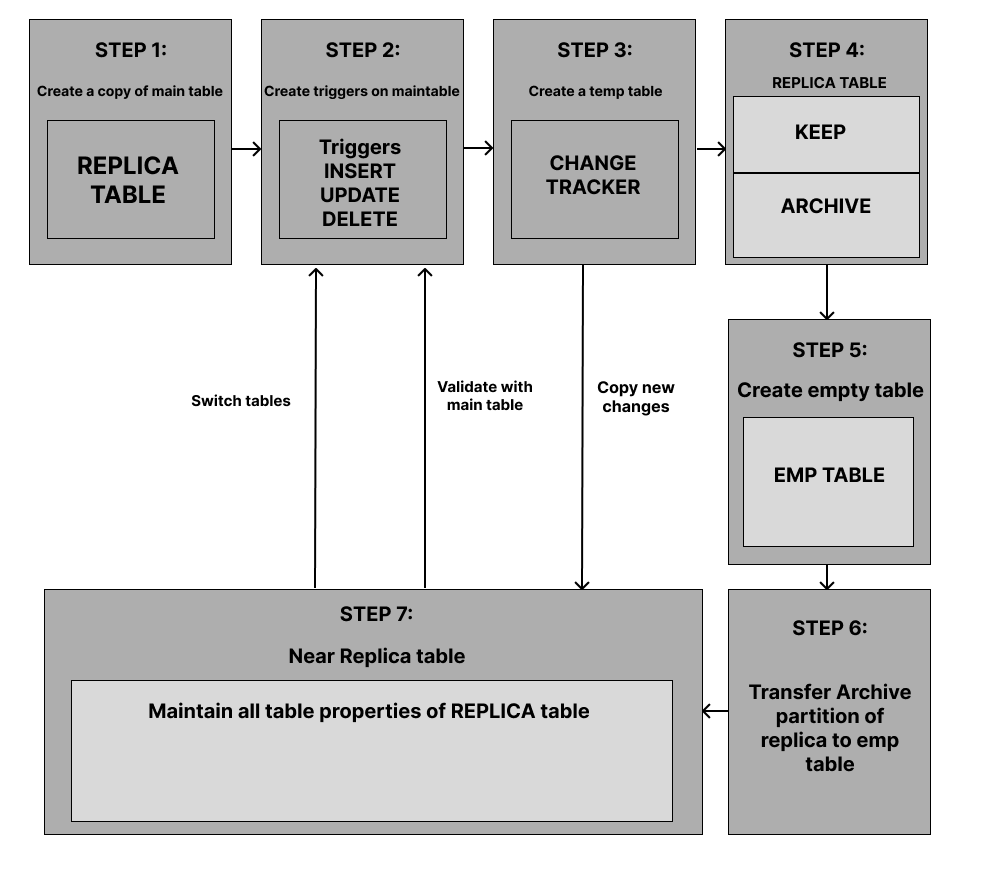 STEP 1:
Create a copy of main table
REPLICA
TABLE
STEP 2:
Create triggers on maintable
Triggers
INSERT
UPDATE
DELETE
STEP 3:
Create a temp table
CHANGE
TRACKER
STEP 4:
REPLICA TABLE
KEEP
ARCHIVE
Switch tables
Validate with
main table
Copy new
changes
STEP 5:
Create empty table
EMP TABLE
STEP 6:
Transfer Archive
partition of
replica to emp
table
STEP 7:
Near Replica table
Maintain all table properties of REPLICA table